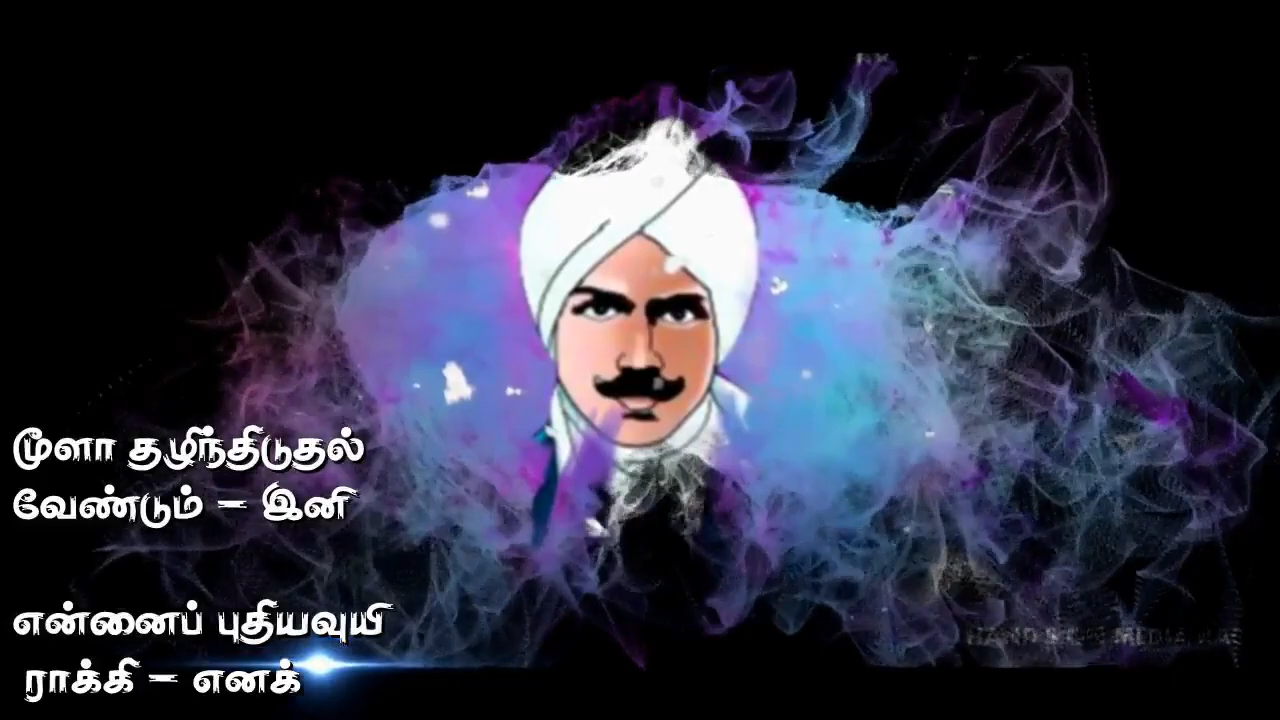 மூளா தழிந்திடுதல்
வேண்டும் – இனி
என்னைப் புதியவுயி
ராக்கி – எனக்